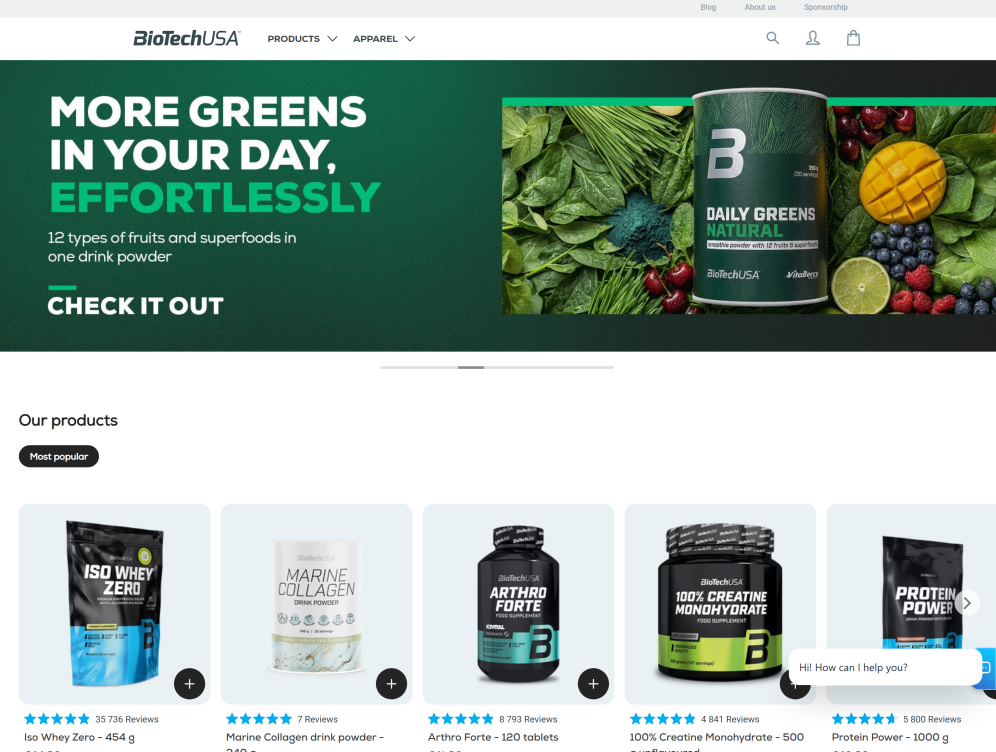 Blog About us Sponsorship
BioTechUSA
PRODUCTS APPAREL
MORE GREENS
IN YOUR DAY,
EFFORTLESSLY
12 types of fruits and superfoods in
one drink powder
CHECK IT OUT
B
DAILY GREENS
NATURAL
smoothie powder with 12 fruits & superfoods
BioTechUSA VitaBerry
Our products
Most popular
BioTechUSA
ISO WHEY
ZERO
B
BioTechUSA
MARINE
COLLAGEN
DRINK POWDER
BioTechUSA
ARTHRO
FORTE
FOOD SUPPLEMENT
B
BioTechUSA
100% CREATINE
MONOHYDRATE
FOOD SUPPLEMENT
B
PROTEIN
POWER
Hi! How can I help you?
35 736 Reviews
Iso Whey Zero - 454 g
7 Reviews
Marine Collagen drink powder -
240 g
8 793 Reviews
Arthro Forte - 120 tablets
4 841 Reviews
100% Creatine Monohydrate - 500
g unflavoured
5 800 Reviews
Protein Power - 1000 g